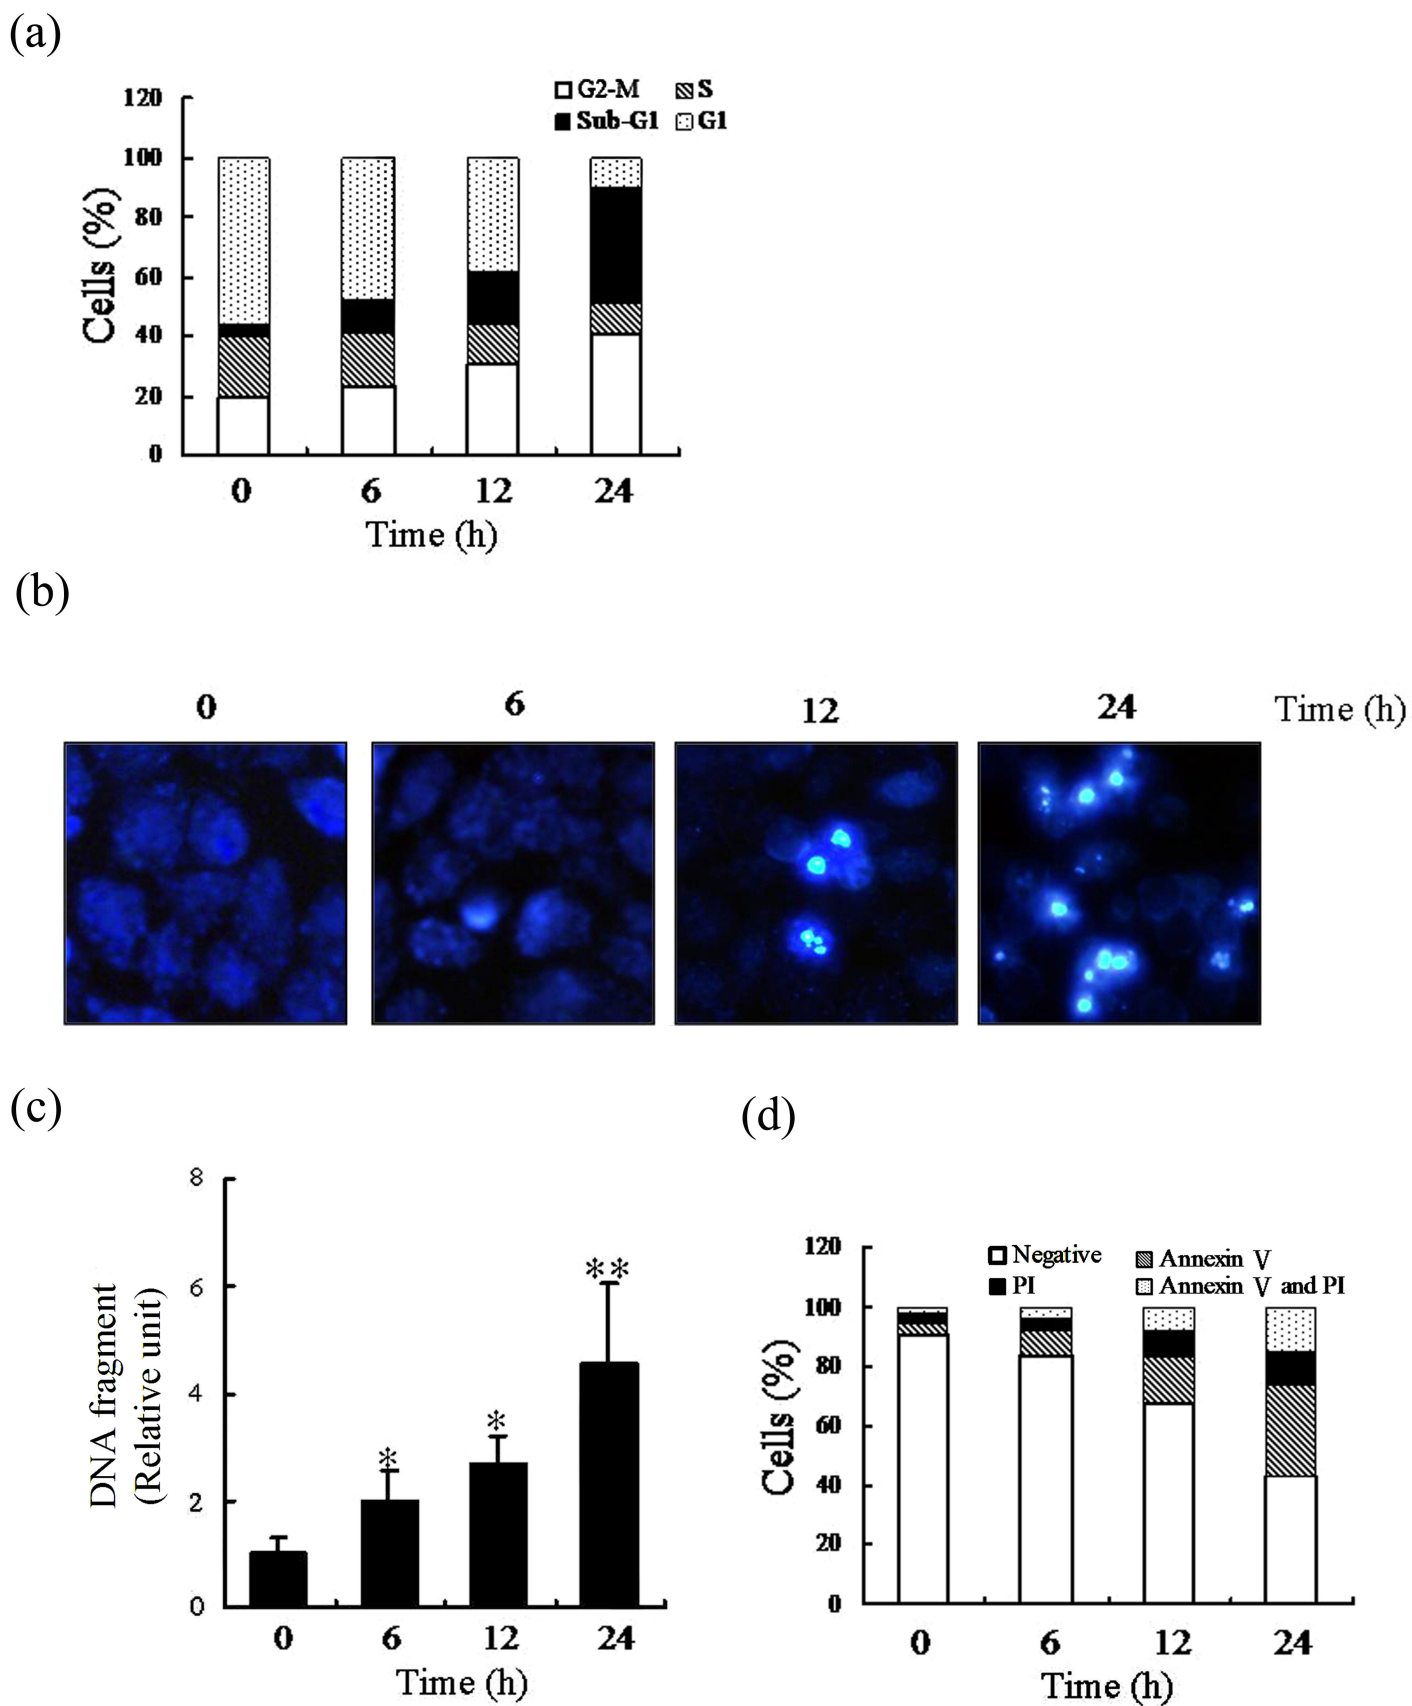 (a)
120
100
80
60
40
20
0
Cells (%)
G2-M S
Sub-G1 G1
0 6 12 24
Time (h)
(b)
0 6 12 24 Time (h)
(c)
8
6
4
2
0
DNA fragment
(Relative unit)
* * **
0 6 12 24
Time (h)
(d)
120
100
80
60
40
20
0
Cells (%)
Negative Annexin V
PI Annexin V and PI
0 6 12 24
Time (h)